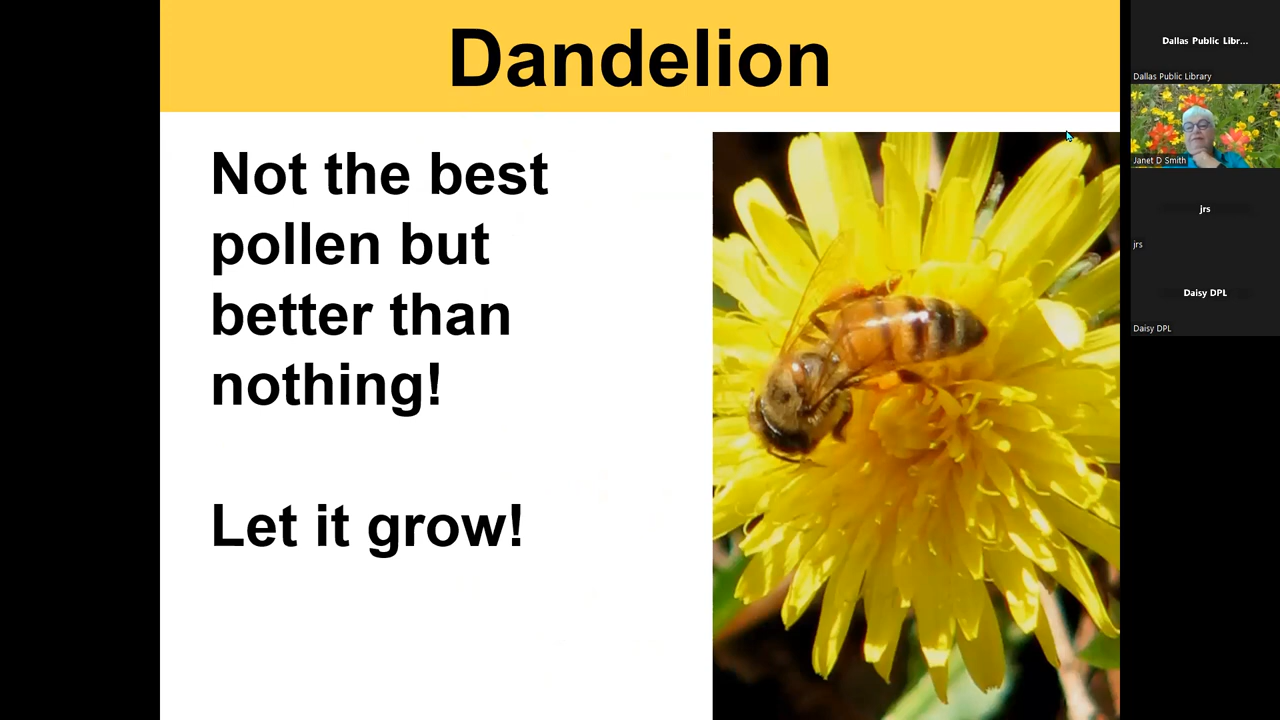 Dandelion
Not the best
pollen but
better than
nothing!
Let it grow!
Dallas Public Libr...
Dallas Public Library
Janet D Smith
jrs
jrs
Daisy DPL
Daisy DPL